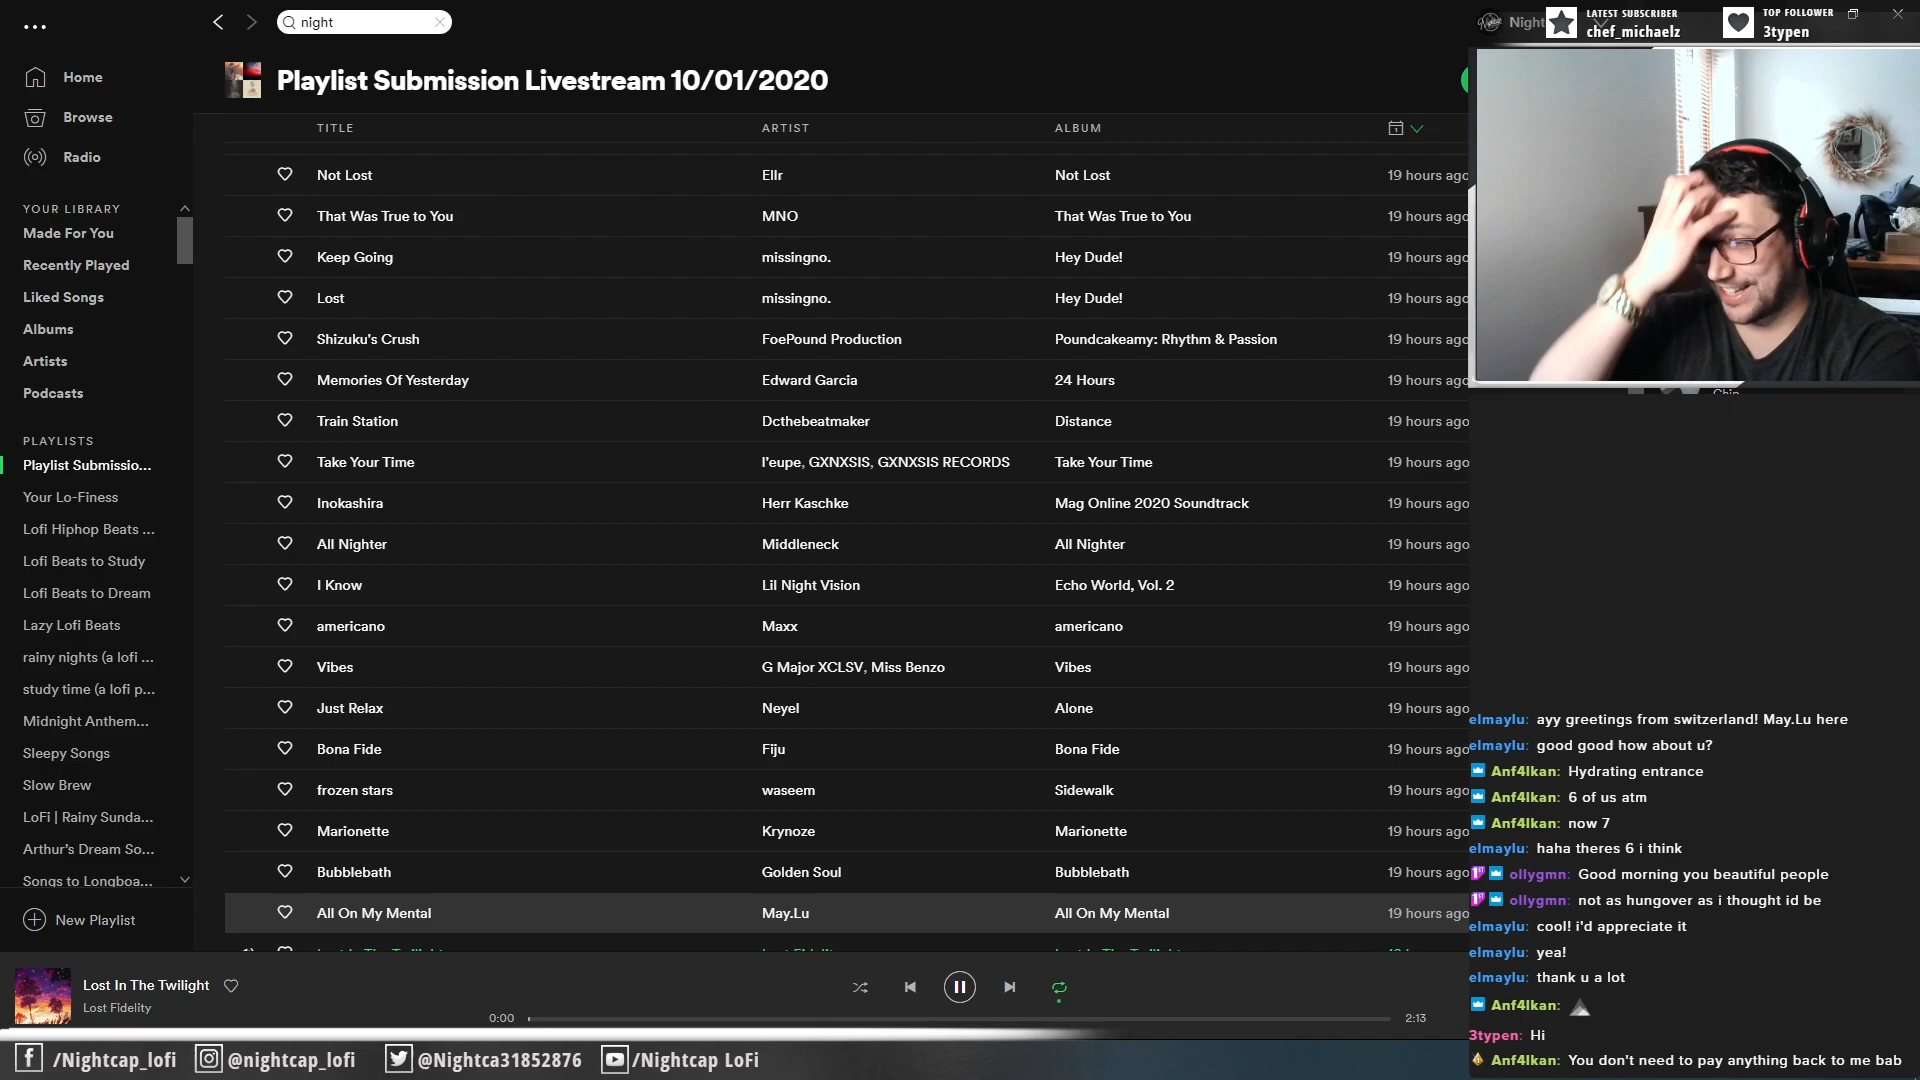 night
Night
LATEST SUBSCRIBER
chef_michaelz
TOP FOLLOWER
3typen
Home
Browse
Radio
YOUR LIBRARY
Made For You
Recently Played
Liked Songs
Albums
Artists
Podcasts
PLAYLISTS
Playlist Submissio...
Your Lo-Finess
Lofi Hiphop Beats ...
Lofi Beats to Study
Lofi Beats to Dream
Lazy Lofi Beats
rainy nights (a lofi ...
study time (a lofi p...
Midnight Anthem...
Sleepy Songs
Slow Brew
LoFi | Rainy Sunda...
Arthur's Dream So...
Songs to Longboa...
New Playlist
Playlist Submission Livestream 10/01/2020
TITLE ARTIST ALBUM
Not Lost Ellr Not Lost 19 hours ago
That Was True to You MNO That Was True to You 19 hours ago
Keep Going missingno. Hey Dude! 19 hours ago
Lost missingno. Hey Dude! 19 hours ago
Shizuku's Crush FoePound Production Poundcakeamy: Rhythm & Passion 19 hours ago
Memories Of Yesterday Edward Garcia 24 Hours 19 hours ago
Train Station Dcthebeatmaker Distance 19 hours ago
Take Your Time l'eupe, GXNXSIS, GXNXSIS RECORDS Take Your Time 19 hours ago
Inokashira Herr Kaschke Mag Online 2020 Soundtrack 19 hours ago
All Nighter Middleneck All Nighter 19 hours ago
I Know Lil Night Vision Echo World, Vol. 2 19 hours ago
americano Maxx americano 19 hours ago
Vibes G Major XCLSV, Miss Benzo Vibes 19 hours ago
Just Relax Neyel Alone 19 hours ago
Bona Fide Fiju Bona Fide 19 hours ago
frozen stars waseem Sidewalk 19 hours ago
Marionette Krynoze Marionette 19 hours ago
Bubblebath Golden Soul Bubblebath 19 hours ago
All On My Mental May.Lu All On My Mental 19 hours ago
elmaylu: ayy greetings from switzerland! May.Lu here
elmaylu: good good how about u?
Anf4lkan: Hydrating entrance
Anf4lkan: 6 of us atm
Anf4lkan: now 7
elmaylu: haha theres 6 i think
ollygmn: Good morning you beautiful people
ollygmn: not as hungover as i thought id be
elmaylu: cool! i'd appreciate it
elmaylu: yea!
elmaylu: thank u a lot
Anf4lkan:
3typen: Hi
Anf4lkan: You don't need to pay anything back to me bab
Lost In The Twilight
Lost Fidelity
0:00
2:13
/Nightcap_lofi @nightcap_lofi @Nightca31852876 /Nightcap LoFi